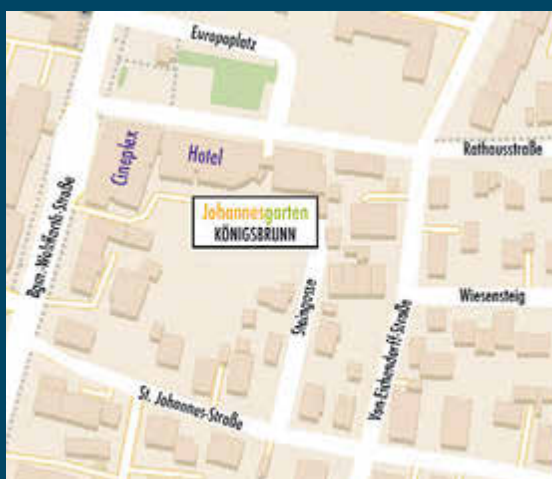 Europaplatz
Rathausstraße
Cineplex
Hotel
Johannesgarten
KÖNIGSBRUNN
Bgm.-Wohlfarth-Straße
Steingasse
Wiesensteig
Von-Eichendorff-Straße
St. Johannes-Straße